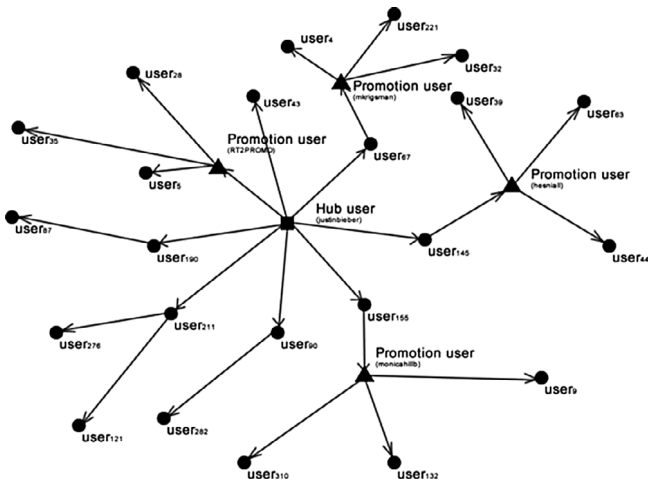 user4
user221
user32
user28
user43
Promotion user
(mkrigsman)
user39
user63
user35
Promotion user
(RT2PROMO)
user67
user5
Promotion user
(hesniall)
Hub user
(justinbieber)
user87
user190
user145
user44
user211
user155
user276
user90
Promotion user
(monicahillb)
user9
user121
user282
user310
user132